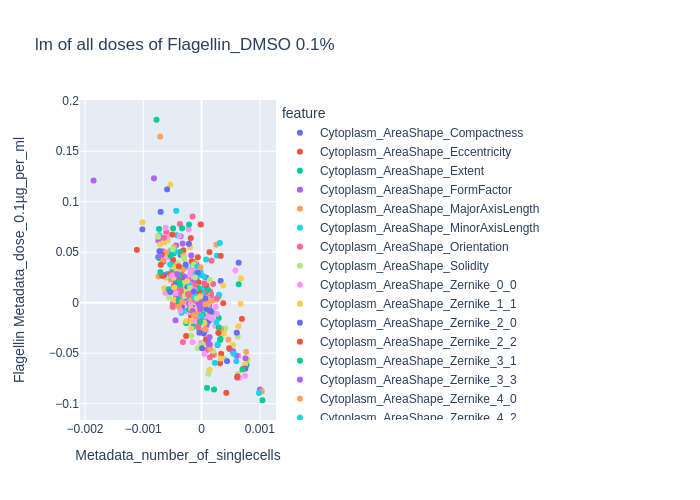 lm of all doses of Flagellin_DMSO 0.1%
Flagellin Metadata_dose_0.1µg_per_ml
0.2
0.15
0.1
0.05
0
−0.05
−0.1
−0.002
−0.001
0
0.001
Metadata_number_of_singlecells
feature
Cytoplasm_AreaShape_Compactness
Cytoplasm_AreaShape_Eccentricity
Cytoplasm_AreaShape_Extent
Cytoplasm_AreaShape_FormFactor
Cytoplasm_AreaShape_MajorAxisLength
Cytoplasm_AreaShape_MinorAxisLength
Cytoplasm_AreaShape_Orientation
Cytoplasm_AreaShape_Solidity
Cytoplasm_AreaShape_Zernike_0_0
Cytoplasm_AreaShape_Zernike_1_1
Cytoplasm_AreaShape_Zernike_2_0
Cytoplasm_AreaShape_Zernike_2_2
Cytoplasm_AreaShape_Zernike_3_1
Cytoplasm_AreaShape_Zernike_3_3
Cytoplasm_AreaShape_Zernike_4_0
Cytoplasm_AreaShape_Zernike_4_2